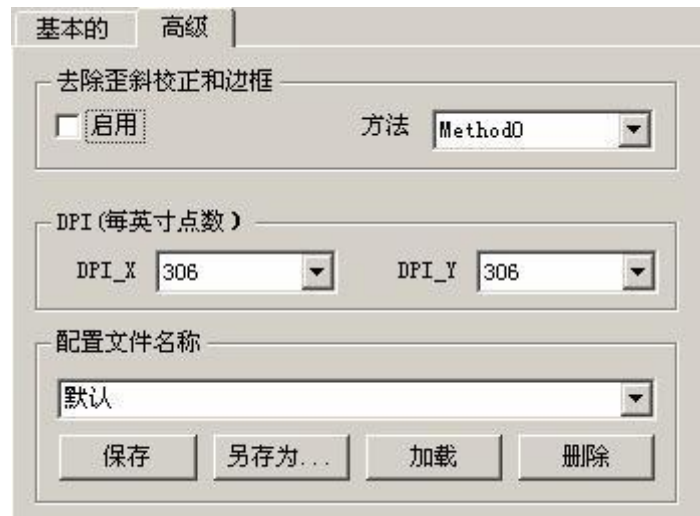 基本的 高级
去除歪斜校正和边框
启用 方法 Method0
DPI(每英寸点数)
DPI_X 306 DPI_Y 306
配置文件名称
默认
保存 另存为... 加载 删除